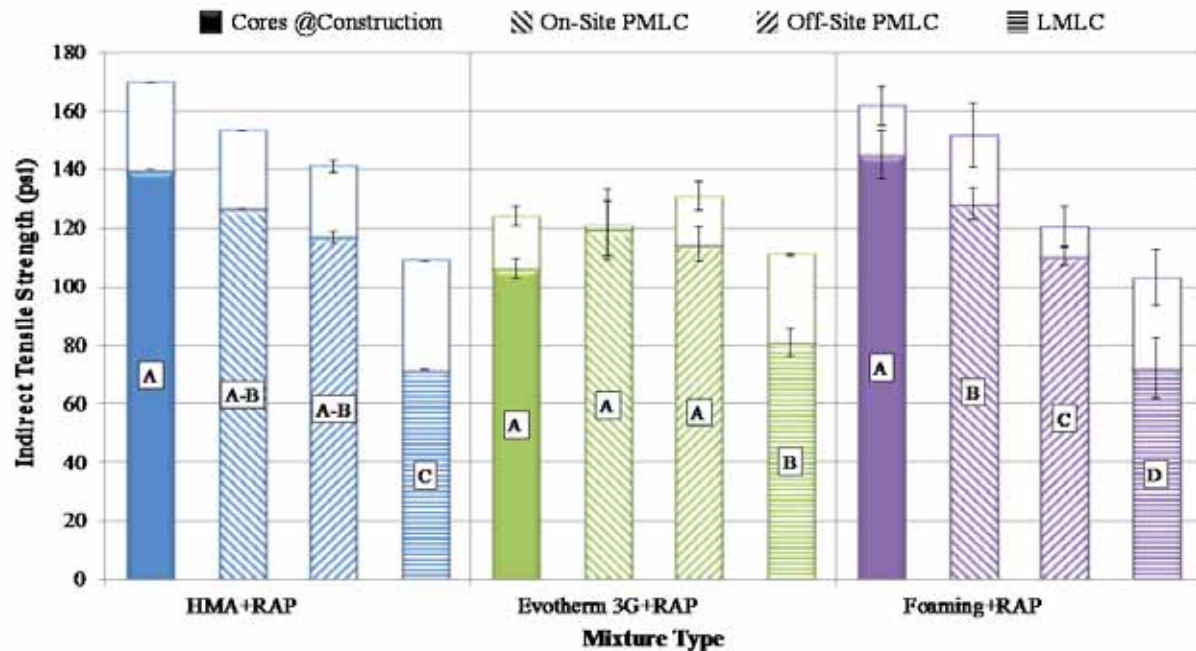 Cores @Construction On-Site PMLC Off-Site PMLC LMLC
180
160
140
120
100
80
60
40
20
0
Indirect Tensile Strength (psi)
A A-B A-B C A A A B A B C D
HMA+RAP Evotherm 3G+RAP Foaming+RAP
Mixture Type